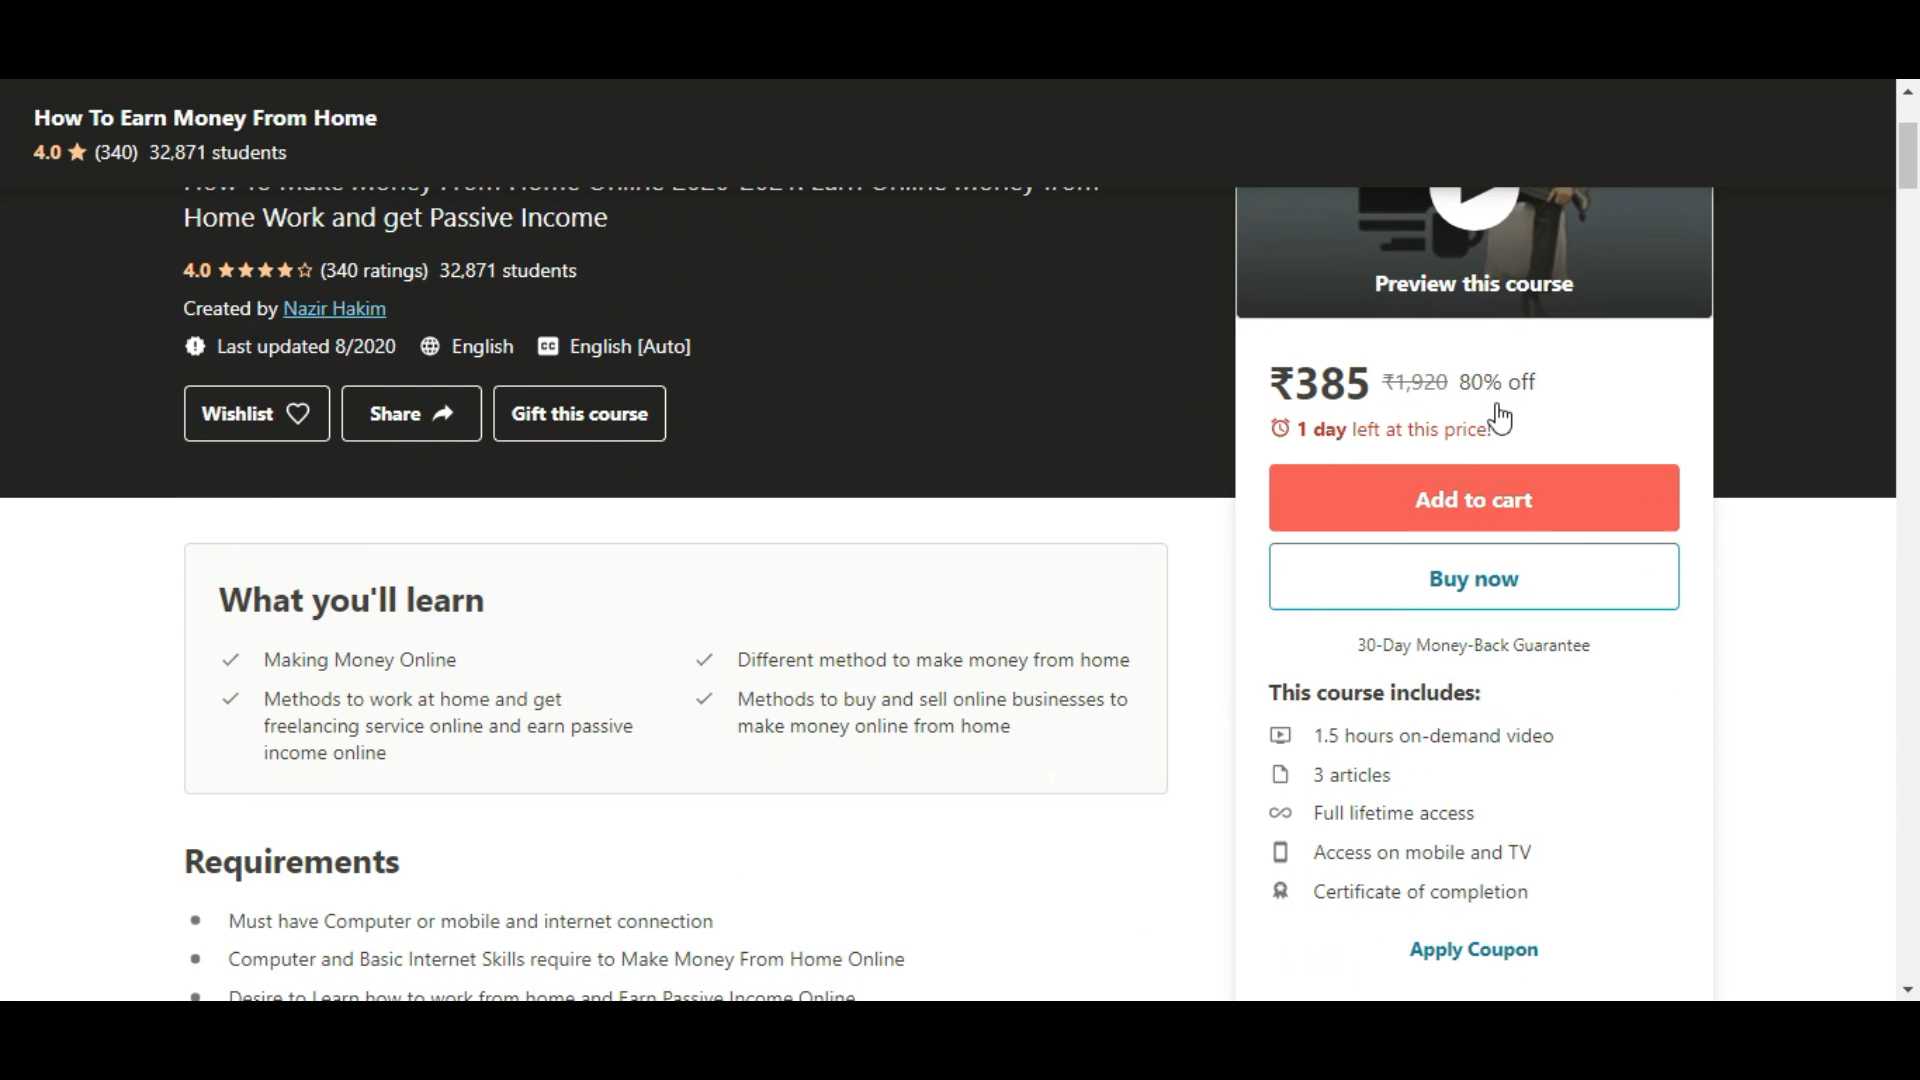 How To Earn Money From Home
4.0 (340) 32,871 students
Home Work and get Passive Income
4.0 (340 ratings) 32,871 students
Created by Nazir Hakim
Last updated 8/2020 English CC English [Auto]
Wishlist Share Gift this course
Preview this course
₹385 ₹1,920 80% off
1 day left at this price!
Add to cart
Buy now
30-Day Money-Back Guarantee
This course includes:
1.5 hours on-demand video
3 articles
Full lifetime access
Access on mobile and TV
Certificate of completion
Apply Coupon
What you'll learn
Making Money Online
Methods to work at home and get
freelancing service online and earn passive
income online
Different method to make money from home
Methods to buy and sell online businesses to
make money online from home
Requirements
Must have Computer or mobile and internet connection
Computer and Basic Internet Skills require to Make Money From Home Online
Desire to Learn how to work from home and Earn Passive Income Online